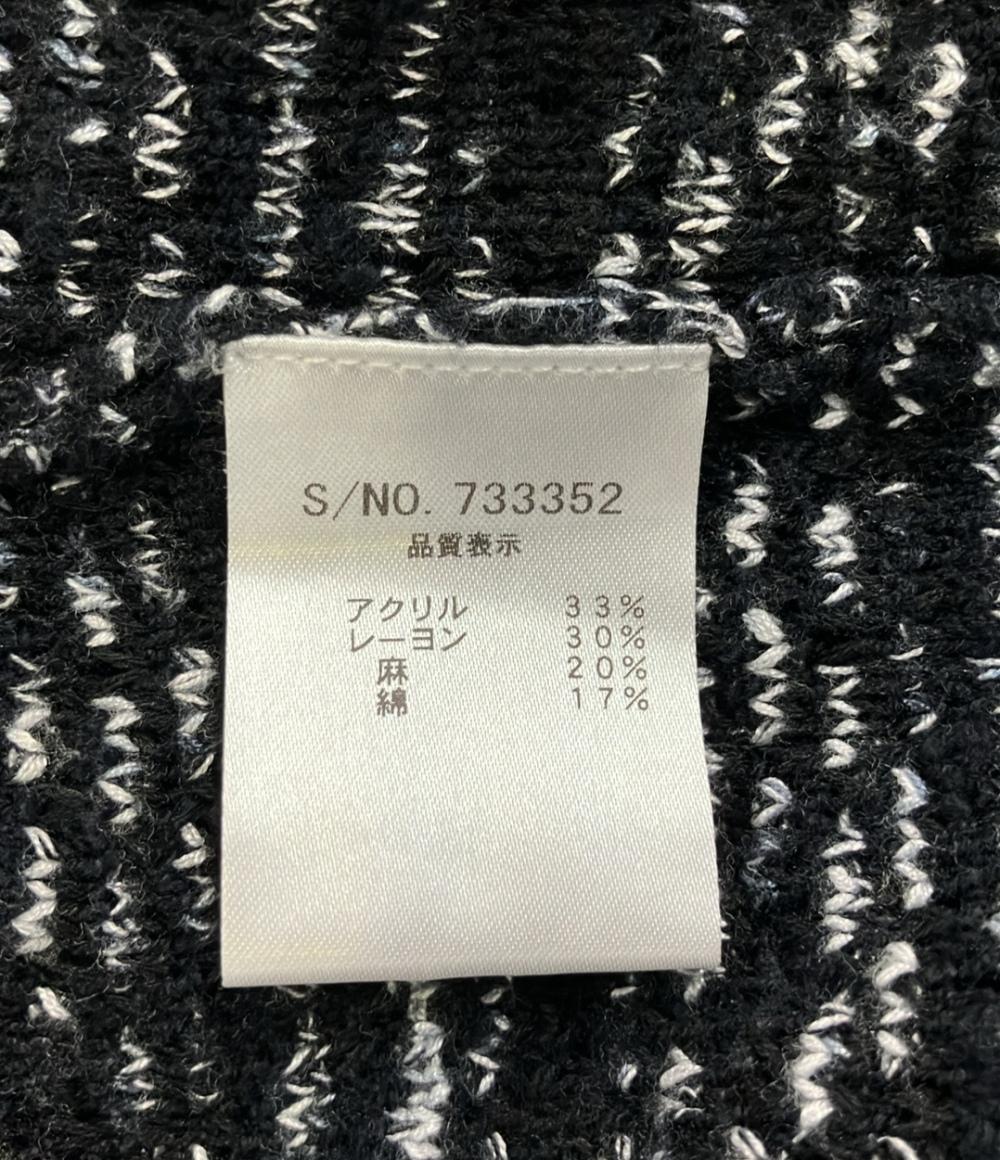 S/NO. 733352
品質表示
アクリル 33%
レーヨン 30%
麻 20%
綿 17%